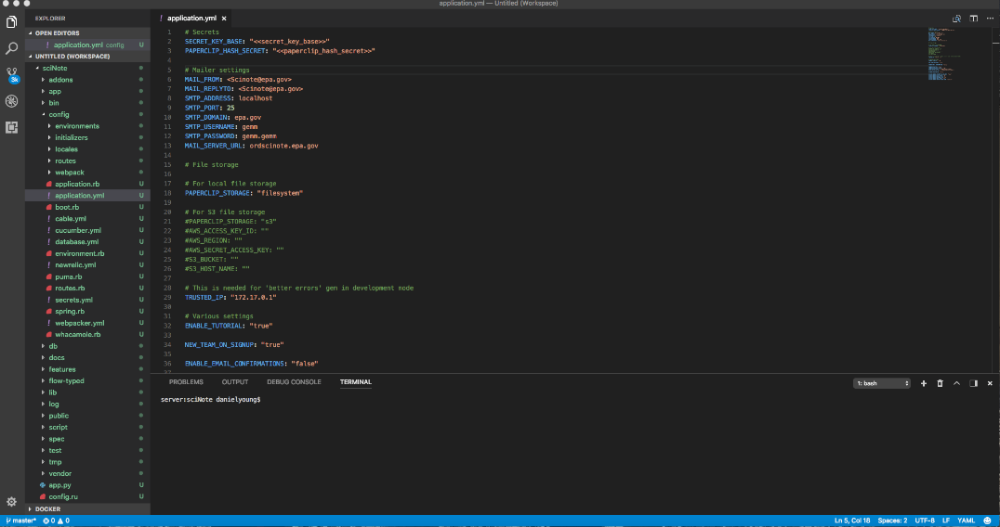 application.yml — Untitled (Workspace)
EXPLORER
OPEN EDITORS
! application.yml config U
UNTITLED (WORKSPACE)
sciNote
addons
app
bin
config
environments
initializers
locales
routes
webpack
application.rb U
! application.yml U
boot.rb U
! cable.yml U
! cucumber.yml U
! database.yml U
environment.rb U
! newrelic.yml U
puma.rb U
routes.rb U
! secrets.yml U
spring.rb U
! webpacker.yml U
whacamole.rb U
db
docs
features
flow-typed
lib
log
public
script
spec
test
tmp
vendor
app.py U
config.ru U
DOCKER
3k
! application.yml ×
1 # Secrets
2 SECRET_KEY_BASE: "<<secret_key_base>>"
3 PAPERCLIP_HASH_SECRET: "<<paperclip_hash_secret>>"
4
5 # Mailer settings
6 MAIL_FROM: <Scinote@epa.gov>
7 MAIL_REPLYTO: <Scinote@epa.gov>
8 SMTP_ADDRESS: localhost
9 SMTP_PORT: 25
10 SMTP_DOMAIN: epa.gov
11 SMTP_USERNAME: gemm
12 SMTP_PASSWORD: gemm.gemm
13 MAIL_SERVER_URL: ordscinote.epa.gov
14
15 # File storage
16
17 # For local file storage
18 PAPERCLIP_STORAGE: "filesystem"
19
20 # For S3 file storage
21 #PAPERCLIP_STORAGE: "s3"
22 #AWS_ACCESS_KEY_ID: ""
23 #AWS_REGION: ""
24 #AWS_SECRET_ACCESS_KEY: ""
25 #S3_BUCKET: ""
26 #S3_HOST_NAME: ""
27
28 # This is needed for 'better errors' gem in development mode
29 TRUSTED_IP: "172.17.0.1"
30
31 # Various settings
32 ENABLE_TUTORIAL: "true"
33
34 NEW_TEAM_ON_SIGNUP: "true"
35
36 ENABLE_EMAIL_CONFIRMATIONS: "false"
PROBLEMS OUTPUT DEBUG CONSOLE TERMINAL 1: bash
server:sciNote danielyoung$
master* 0 0 Ln 5, Col 18 Spaces: 2 UTF-8 LF YAML